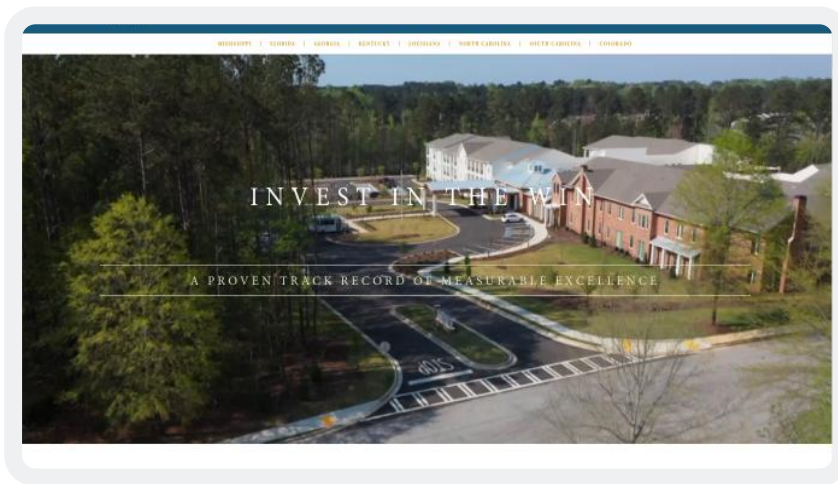 MISSISSIPPI | FLORIDA | GEORGIA | KENTUCKY | LOUISIANA | NORTH CAROLINA | SOUTH CAROLINA | COLORADO
INVEST IN THE WIN
A PROVEN TRACK RECORD OF MEASURABLE EXCELLENCE
STOP